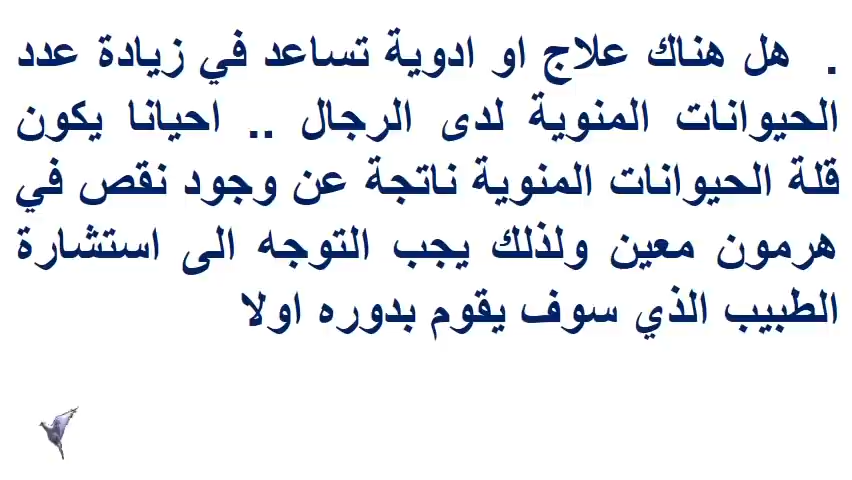 . هل هناك علاج او ادوية تساعد في زيادة عدد
الحيوانات المنوية لدى الرجال .. احيانا يكون
قلة الحيوانات المنوية ناتجة عن وجود نقص في
هرمون معين ولذلك يجب التوجه الى استشارة
الطبيب الذي سوف يقوم بدوره اولا